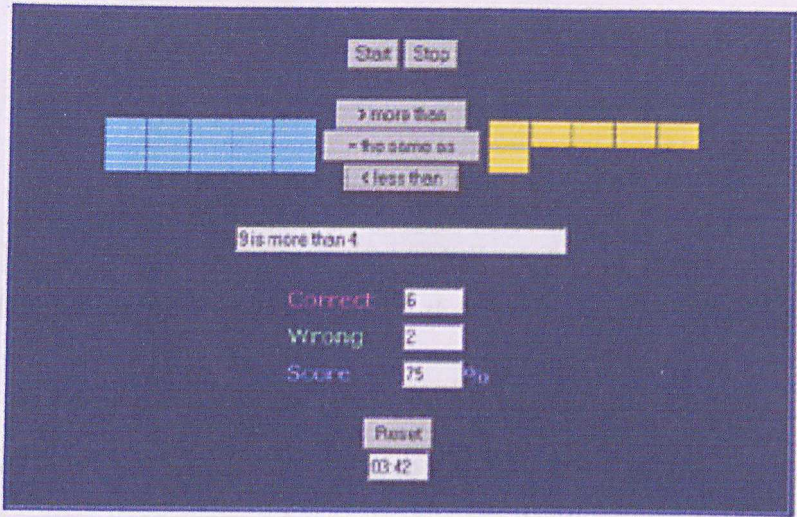 Start Stop
> more than
= the same as
< less than
9 is more than 4
Correct 6
Wrong 2
Score 75 %
Reset
03:42